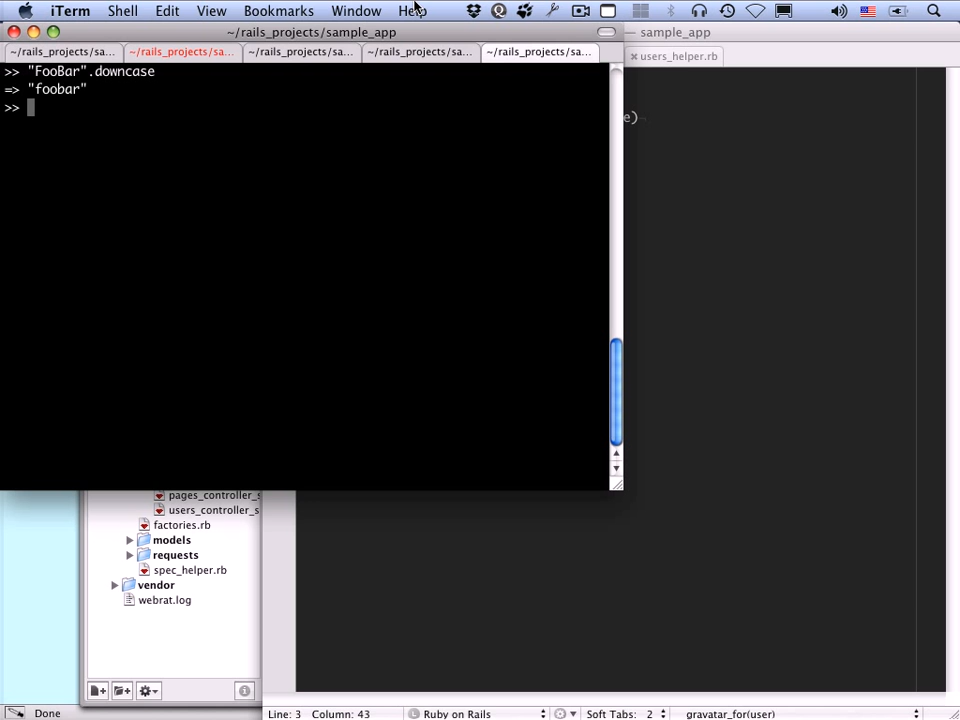 iTerm Shell Edit View Bookmarks Window Help
~/rails_projects/sample_app
— sample_app
~/rails_projects/sa... ~/rails_projects/sa... ~/rails_projects/sa... ~/rails_projects/sa... ~/rails_projects/sa...
users_helper.rb
>> "FooBar".downcase
=> "foobar"
>>
e)
pages_controller_s
users_controller_s
factories.rb
models
requests
spec_helper.rb
vendor
webrat.log
Done
Line: 3 Column: 43 Ruby on Rails Soft Tabs: 2 gravatar_for(user)